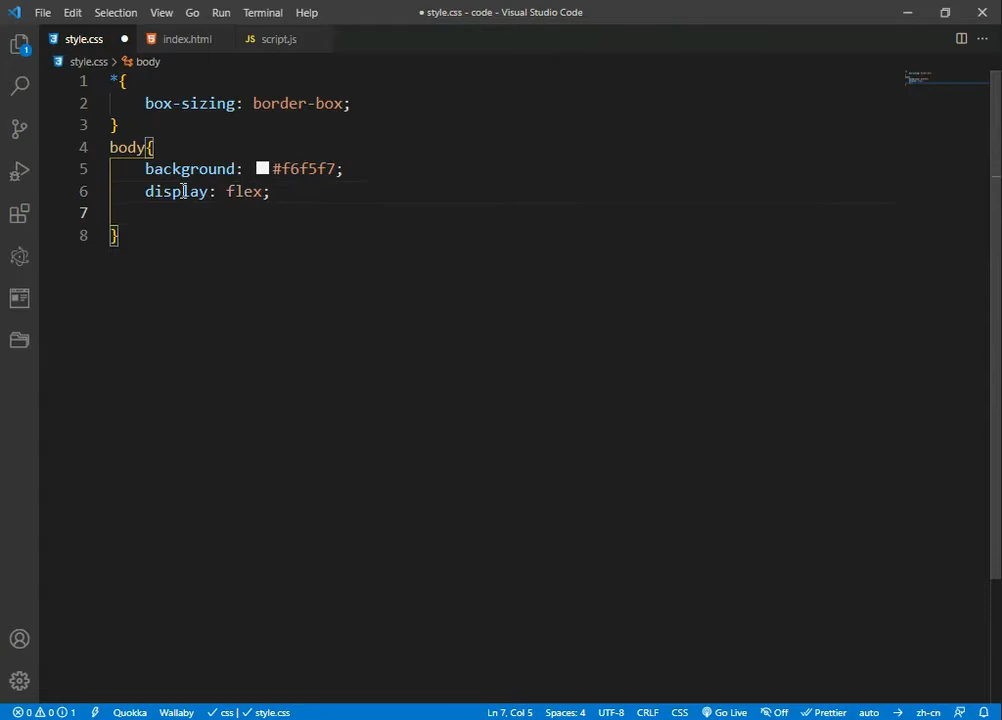 File Edit Selection View Go Run Terminal Help ● style.css - code - Visual Studio Code
style.css ● index.html JS script.js
style.css > body
1 *{
2 box-sizing: border-box;
3 }
4 body{
5 background: #f6f5f7;
6 display: flex;
7
8 }
1
0 0 1 Quokka Wallaby ✓ css | ✓ style.css Ln 7, Col 5 Spaces: 4 UTF-8 CRLF CSS Go Live Off Prettier auto → zh-cn